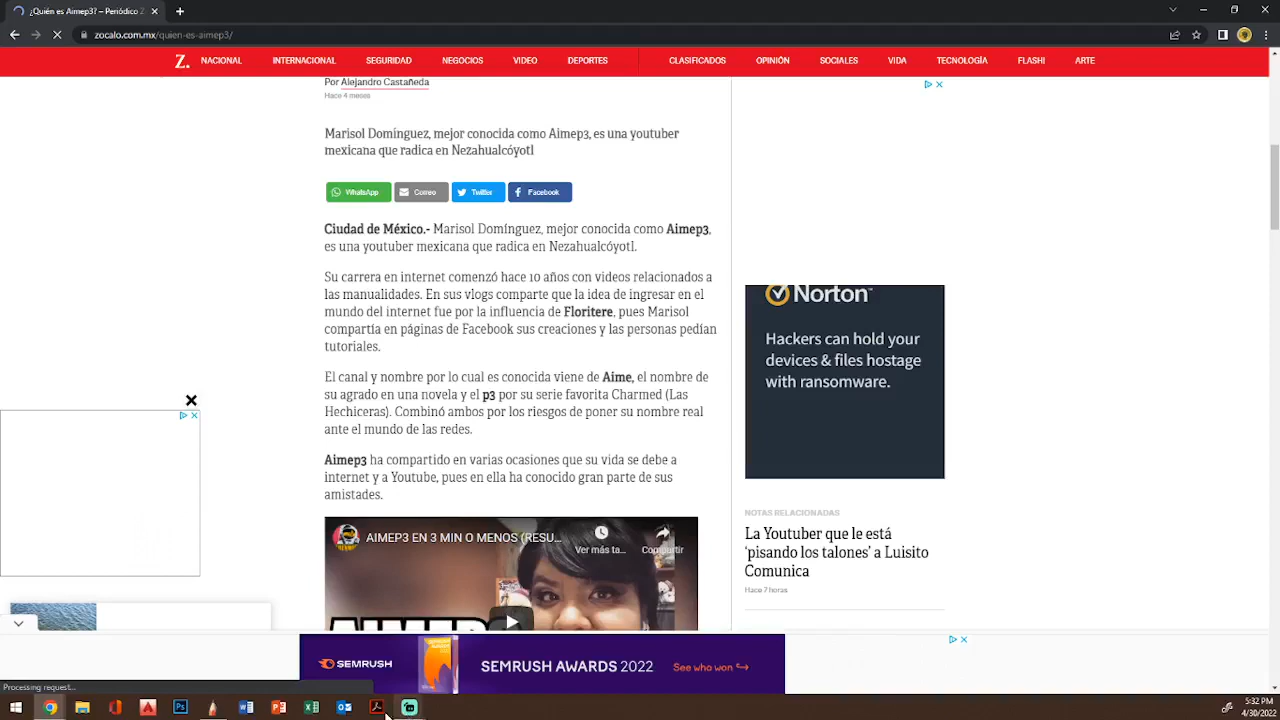 ¿Quién es Aimep3? - Periódico Z
zocalo.com.mx/quien-es-aimep3/
Z. NACIONAL INTERNACIONAL SEGURIDAD NEGOCIOS VIDEO DEPORTES CLASIFICADOS OPINIÓN SOCIALES VIDA TECNOLOGÍA FLASH! ARTE
Por Alejandro Castañeda
Hace 4 meses
Marisol Domínguez, mejor conocida como Aimep3, es una youtuber
mexicana que radica en Nezahualcóyotl
WhatsApp Correo Twitter Facebook
Ciudad de México.- Marisol Domínguez, mejor conocida como Aimep3,
es una youtuber mexicana que radica en Nezahualcóyotl.
Su carrera en internet comenzó hace 10 años con videos relacionados a
las manualidades. En sus vlogs comparte que la idea de ingresar en el
mundo del internet fue por la influencia de Floritere, pues Marisol
compartía en páginas de Facebook sus creaciones y las personas pedían
tutoriales.
El canal y nombre por lo cual es conocida viene de Aime, el nombre de
su agrado en una novela y el p3 por su serie favorita Charmed (Las
Hechiceras). Combinó ambos por los riesgos de poner su nombre real
ante el mundo de las redes.
Aimep3 ha compartido en varias ocasiones que su vida se debe a
internet y a Youtube, pues en ella ha conocido gran parte de sus
amistades.
AIMEP3 EN 3 MIN O MENOS (RESU...
Ver más ta...
Compartir
AIMEP3
Norton™
Hackers can hold your
devices & files hostage
with ransomware.
NOTAS RELACIONADAS
La Youtuber que le está
‘pisando los talones’ a Luisito
Comunica
Hace 7 horas
SEMRUSH
SEMRUSH AWARDS 2022
See who won
Processing request...
5:32 PM
4/30/2022